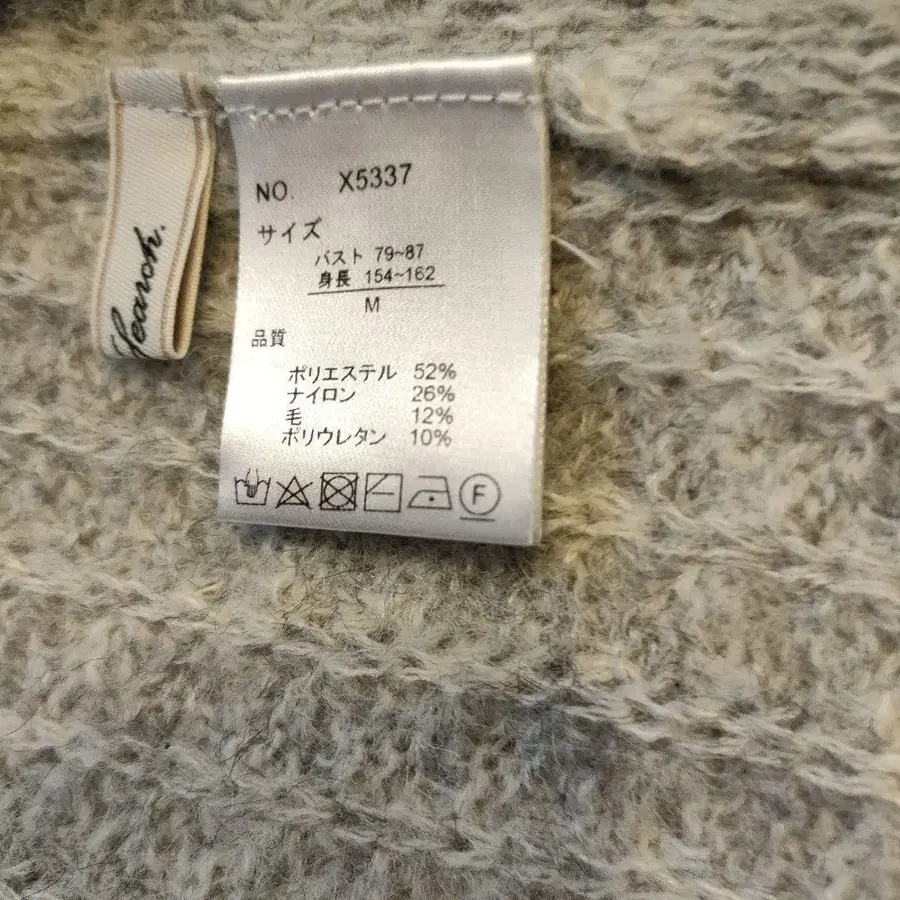 Search.
NO. X5337
サイズ
バスト 79~87
身長 154~162
M
品質
ポリエステル 52%
ナイロン 26%
毛 12%
ポリウレタン 10%
F